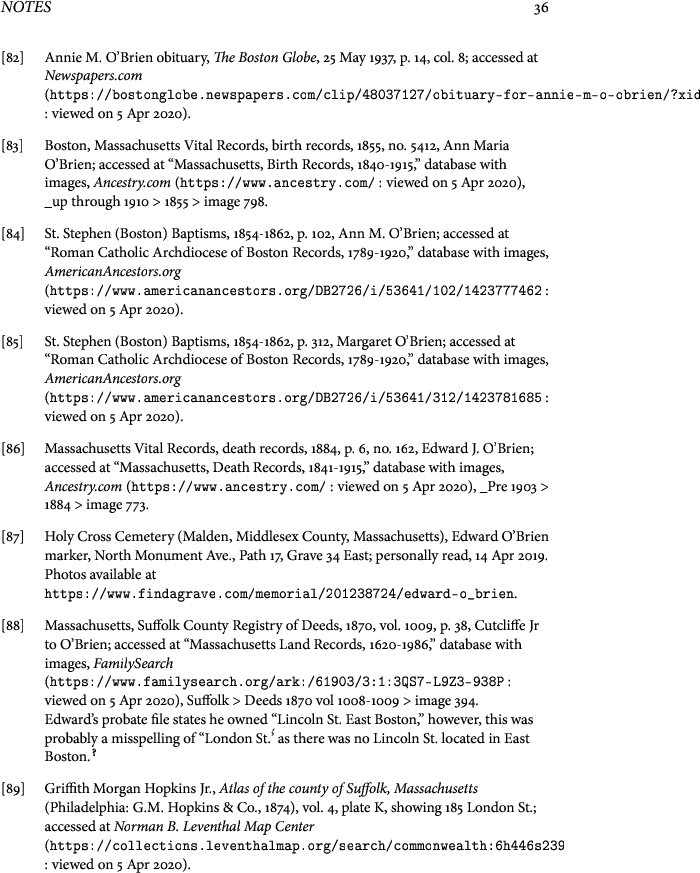 NOTES 36
[82] Annie M. O’Brien obituary, The Boston Globe, 25 May 1937, p. 14, col. 8; accessed at
Newspapers.com
(https://bostonglobe.newspapers.com/clip/48037127/obituary-for-annie-m-o-obrien/?xid
: viewed on 5 Apr 2020).
[83] Boston, Massachusetts Vital Records, birth records, 1855, no. 5412, Ann Maria
O’Brien; accessed at “Massachusetts, Birth Records, 1840-1915,” database with
images, Ancestry.com (https://www.ancestry.com/ : viewed on 5 Apr 2020),
_up through 1910 > 1855 > image 798.
[84] St. Stephen (Boston) Baptisms, 1854-1862, p. 102, Ann M. O’Brien; accessed at
“Roman Catholic Archdiocese of Boston Records, 1789-1920,” database with images,
AmericanAncestors.org
(https://www.americanancestors.org/DB2726/i/53641/102/1423777462 :
viewed on 5 Apr 2020).
[85] St. Stephen (Boston) Baptisms, 1854-1862, p. 312, Margaret O’Brien; accessed at
“Roman Catholic Archdiocese of Boston Records, 1789-1920,” database with images,
AmericanAncestors.org
(https://www.americanancestors.org/DB2726/i/53641/312/1423781685 :
viewed on 5 Apr 2020).
[86] Massachusetts Vital Records, death records, 1884, p. 6, no. 162, Edward J. O’Brien;
accessed at “Massachusetts, Death Records, 1841-1915,” database with images,
Ancestry.com (https://www.ancestry.com/ : viewed on 5 Apr 2020), _Pre 1903 >
1884 > image 773.
[87] Holy Cross Cemetery (Malden, Middlesex County, Massachusetts), Edward O’Brien
marker, North Monument Ave., Path 17, Grave 34 East; personally read, 14 Apr 2019.
Photos available at
https://www.findagrave.com/memorial/201238724/edward-o_brien.
[88] Massachusetts, Suffolk County Registry of Deeds, 1870, vol. 1009, p. 38, Cutcliffe Jr
to O’Brien; accessed at “Massachusetts Land Records, 1620-1986,” database with
images, FamilySearch
(https://www.familysearch.org/ark:/61903/3:1:3QS7-L9Z3-938P :
viewed on 5 Apr 2020), Suffolk > Deeds 1870 vol 1008-1009 > image 394.
Edward’s probate file states he owned “Lincoln St. East Boston,” however, this was
probably a misspelling of “London St.” as there was no Lincoln St. located in East
Boston.?
[89] Griffith Morgan Hopkins Jr., Atlas of the county of Suffolk, Massachusetts
(Philadelphia: G.M. Hopkins & Co., 1874), vol. 4, plate K, showing 185 London St.;
accessed at Norman B. Leventhal Map Center
(https://collections.leventhalmap.org/search/commonwealth:6h446s239
: viewed on 5 Apr 2020).